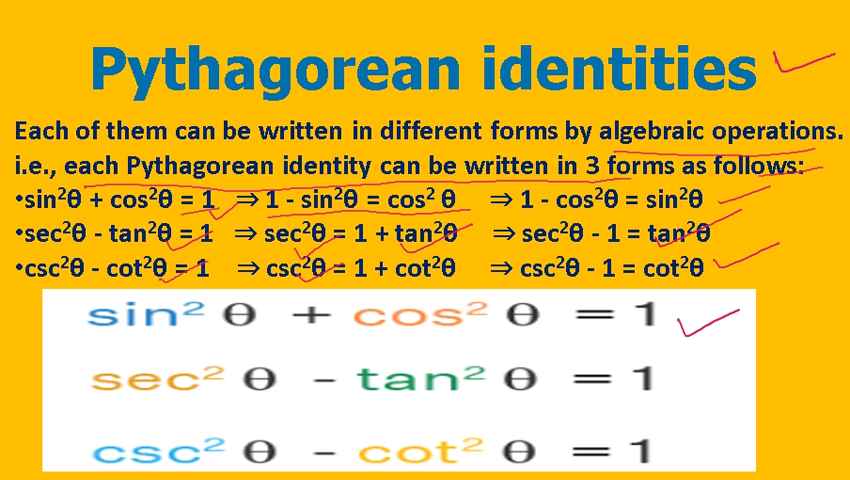 Pythagorean identities
Each of them can be written in different forms by algebraic operations.
i.e., each Pythagorean identity can be written in 3 forms as follows:
•sin²θ + cos²θ = 1 ⇒ 1 - sin²θ = cos² θ ⇒ 1 - cos²θ = sin²θ
•sec²θ - tan²θ = 1 ⇒ sec²θ = 1 + tan²θ ⇒ sec²θ - 1 = tan²θ
•csc²θ - cot²θ = 1 ⇒ csc²θ = 1 + cot²θ ⇒ csc²θ - 1 = cot²θ
sin² θ + cos² θ = 1
sec² θ - tan² θ = 1
csc² θ - cot² θ = 1